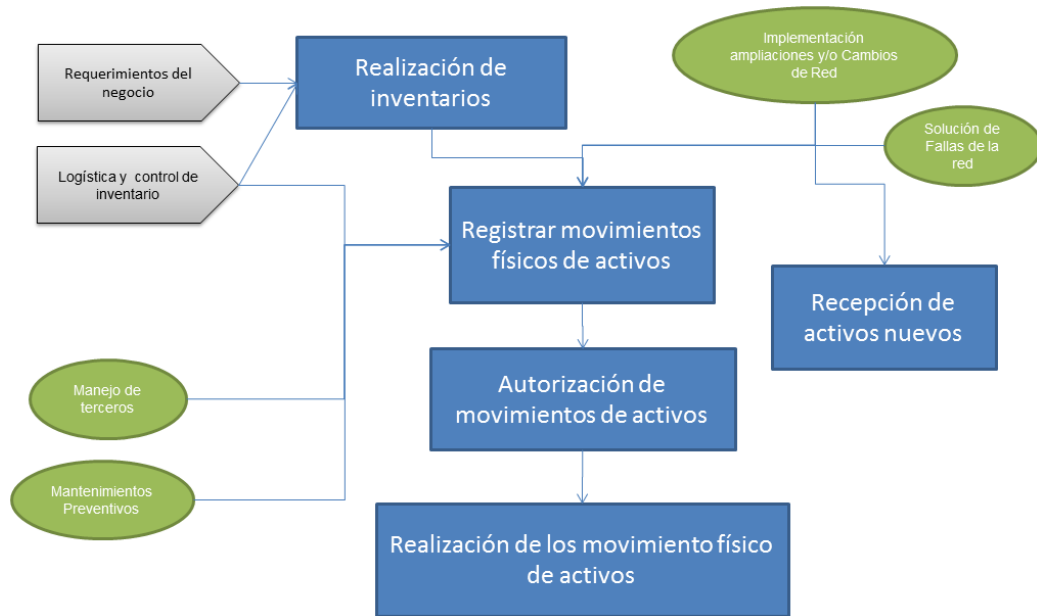 Requerimientos del
negocio
Realización de
inventarios
Implementación
ampliaciones y/o Cambios
de Red
Solución de
Fallas de la
red
Logística y control de
inventario
Registrar movimientos
físicos de activos
Recepción de
activos nuevos
Manejo de
terceros
Autorización de
movimientos de activos
Mantenimientos
Preventivos
Realización de los movimiento físico
de activos